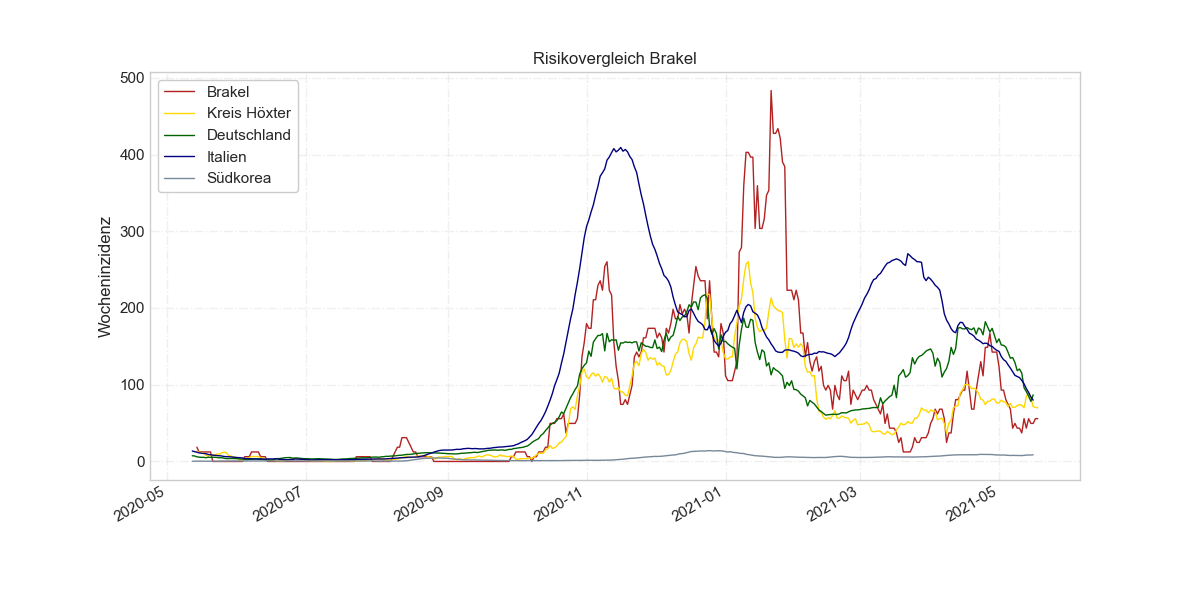 Risikovergleich Brakel
Wocheninzidenz
500
400
300
200
100
0
Brakel
Kreis Höxter
Deutschland
Italien
Südkorea
2020-05
2020-07
2020-09
2020-11
2021-01
2021-03
2021-05